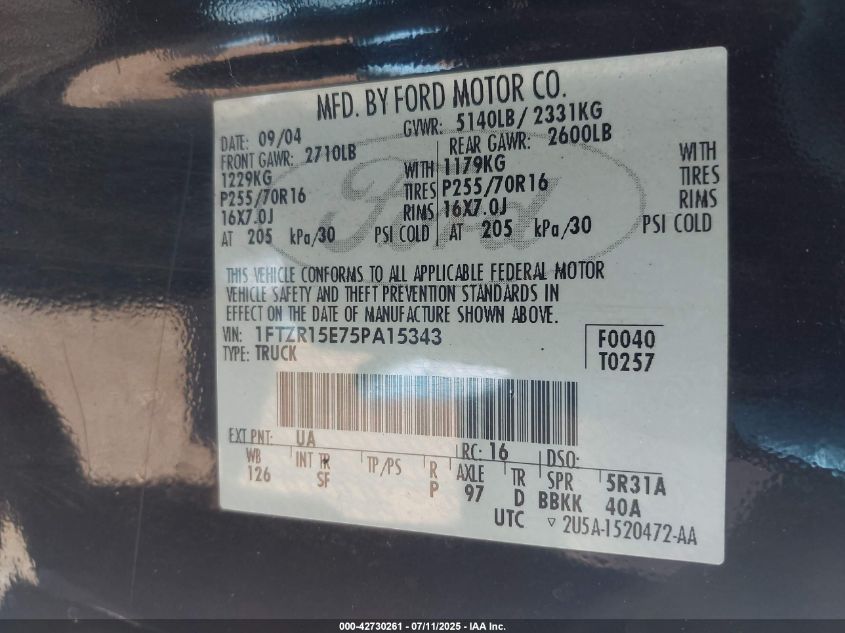 MFD. BY FORD MOTOR CO.
DATE: 09/04 GVWR: 5140LB/ 2331KG
FRONT GAWR: 2710LB REAR GAWR: 2600LB
1229KG WITH 1179KG WITH
P255/70R16 TIRES P255/70R16 TIRES
16X7.0J RIMS 16X7.0J RIMS
AT 205 kPa/30 PSI COLD AT 205 kPa/30 PSI COLD
Ford
THIS VEHICLE CONFORMS TO ALL APPLICABLE FEDERAL MOTOR
VEHICLE SAFETY AND THEFT PREVENTION STANDARDS IN
EFFECT ON THE DATE OF MANUFACTURE SHOWN ABOVE.
VIN: 1FTZR15E75PA15343 F0040
TYPE: TRUCK T0257
EXT PNT: UA RC: 16 DSO:
WB INT TR TP/PS R AXLE TR SPR 5R31A
126 SF P 97 D BBKK 40A
UTC ▽ 2U5A-1520472-AA
000-42730261 - 07/11/2025 - IAA Inc.